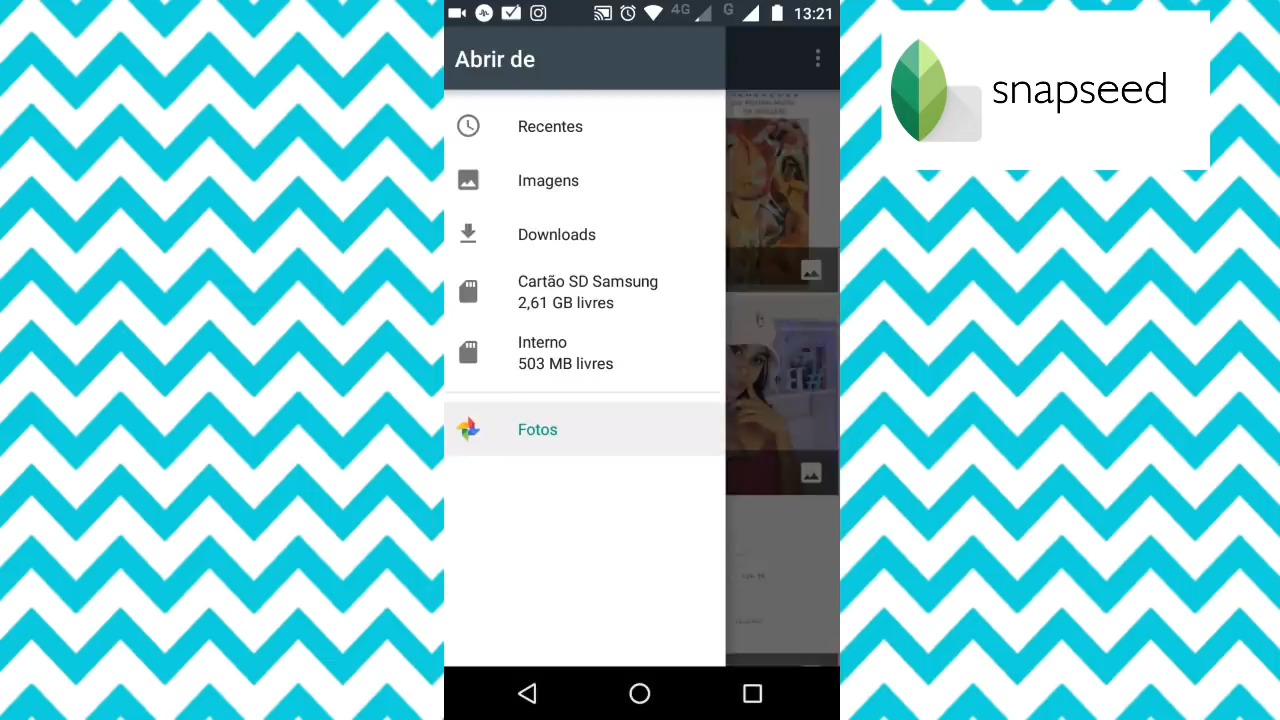 4G G 13:21
Abrir de
snapseed
Recentes
Imagens
Downloads
Cartão SD Samsung
2,61 GB livres
Interno
503 MB livres
Fotos